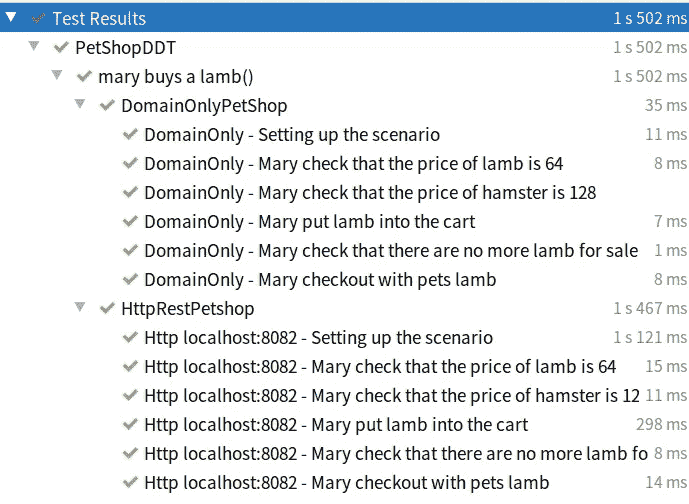 Test Results 1 s 502 ms
PetShopDDT 1 s 502 ms
mary buys a lamb() 1 s 502 ms
DomainOnlyPetShop 35 ms
DomainOnly - Setting up the scenario 11 ms
DomainOnly - Mary check that the price of lamb is 64 8 ms
DomainOnly - Mary check that the price of hamster is 128
DomainOnly - Mary put lamb into the cart 7 ms
DomainOnly - Mary check that there are no more lamb for sale 1 ms
DomainOnly - Mary checkout with pets lamb 8 ms
HttpRestPetshop 1 s 467 ms
Http localhost:8082 - Setting up the scenario 1 s 121 ms
Http localhost:8082 - Mary check that the price of lamb is 64 15 ms
Http localhost:8082 - Mary check that the price of hamster is 12 11 ms
Http localhost:8082 - Mary put lamb into the cart 298 ms
Http localhost:8082 - Mary check that there are no more lamb fo 8 ms
Http localhost:8082 - Mary checkout with pets lamb 14 ms